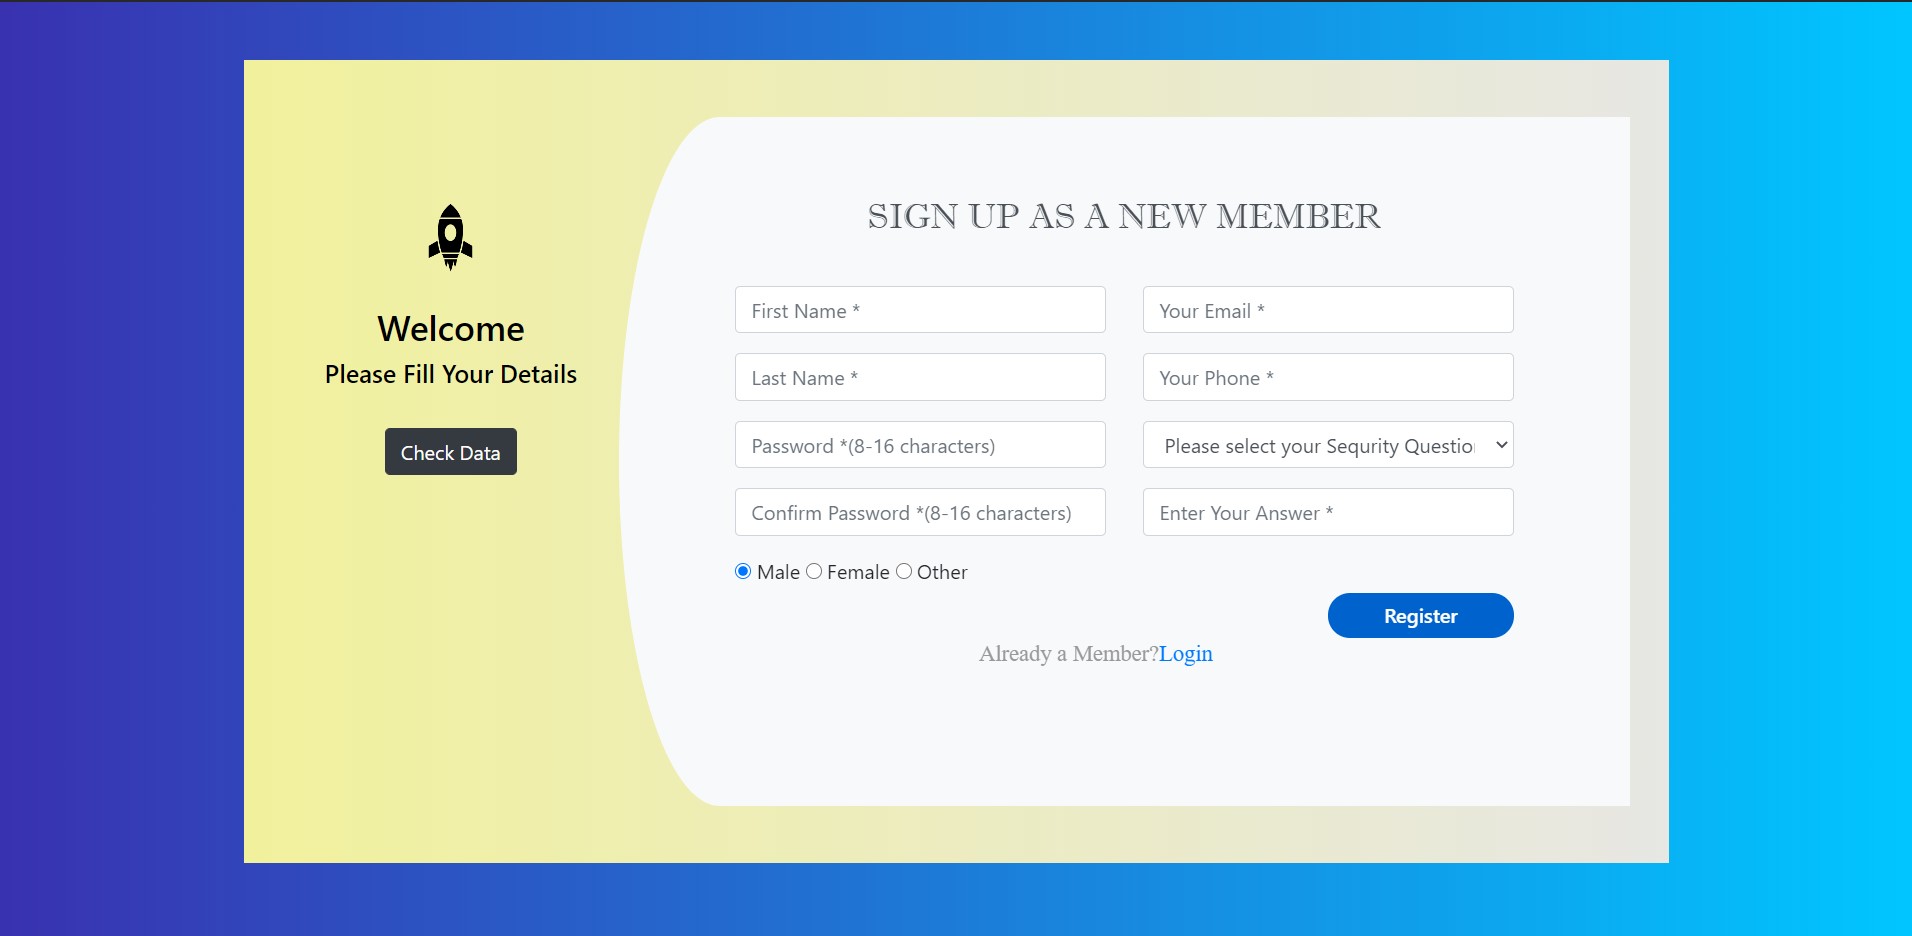 Welcome
Please Fill Your Details
Check Data
SIGN UP AS A NEW MEMBER
First Name *
Your Email *
Last Name *
Your Phone *
Password *(8-16 characters)
Please select your Sequrity Questio
Confirm Password *(8-16 characters)
Enter Your Answer *
Male Female Other
Register
Already a Member?Login